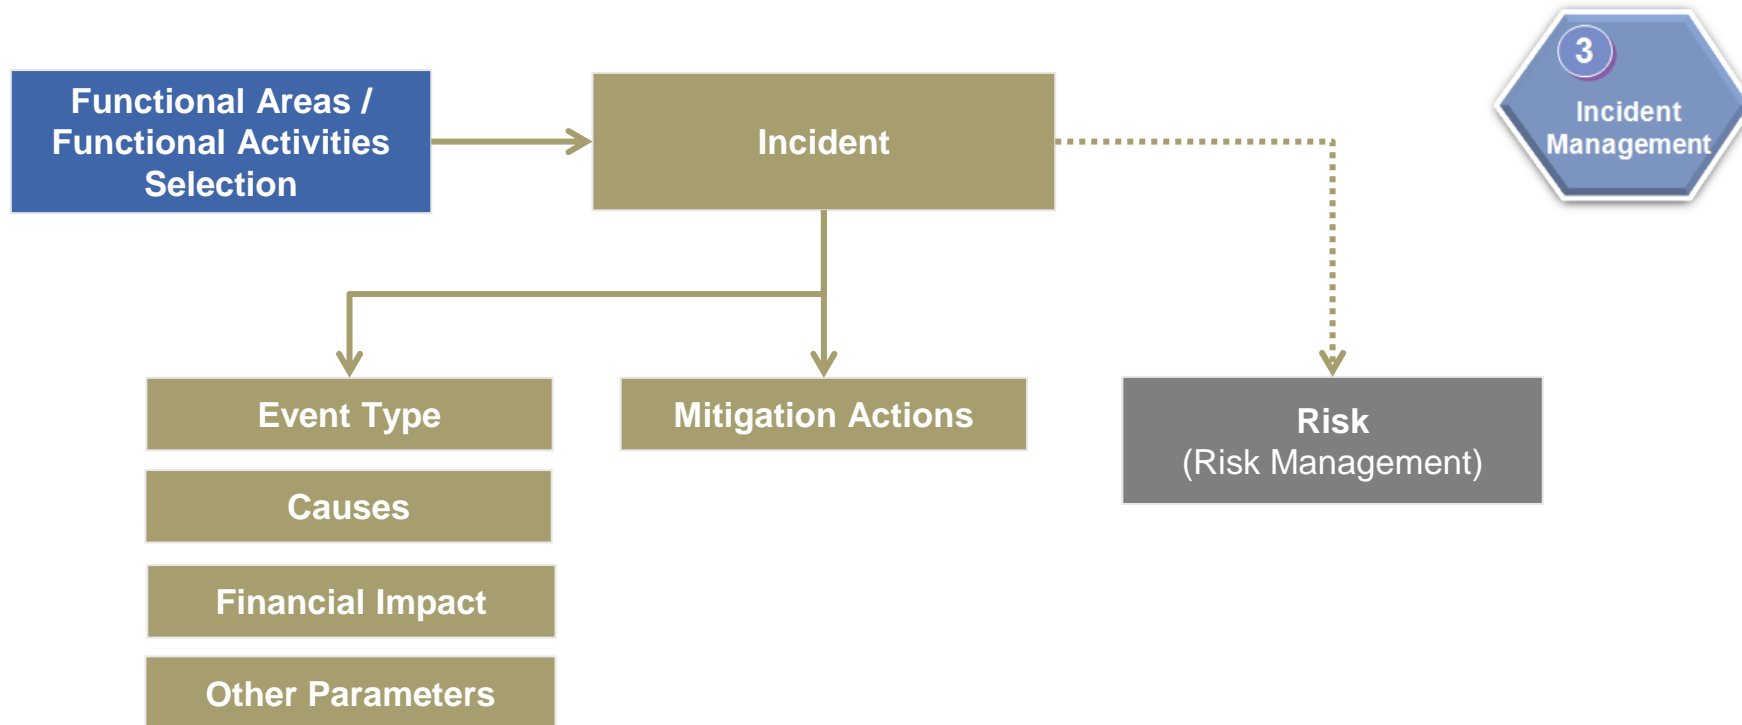 Functional Areas /
Functional Activities
Selection
Incident
3
Incident
Management
Event Type
Mitigation Actions
Risk
(Risk Management)
Causes
Financial Impact
Other Parameters